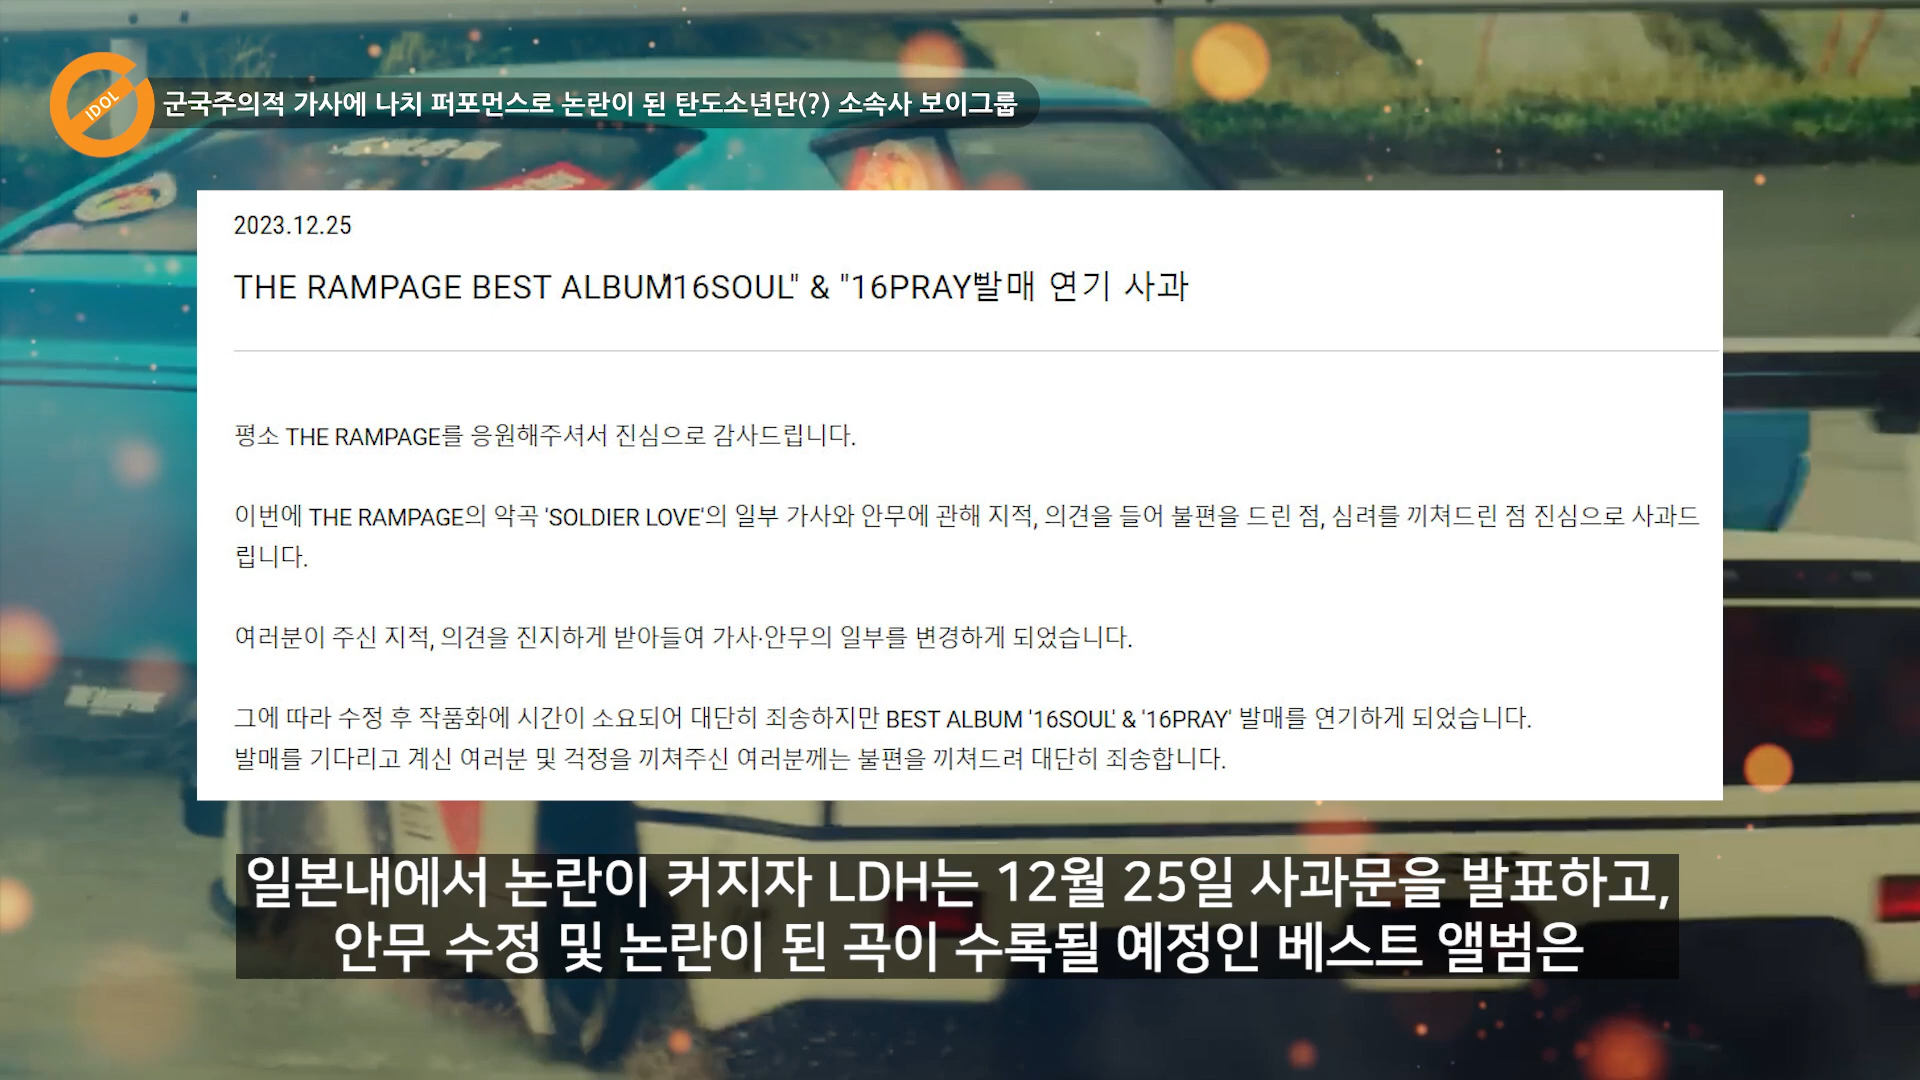 IDOL
군국주의적 가사에 나치 퍼포먼스로 논란이 된 탄도소년단(?) 소속사 보이그룹
2023.12.25
THE RAMPAGE BEST ALBUM"16SOUL" & "16PRAY발매 연기 사과
평소 THE RAMPAGE를 응원해주셔서 진심으로 감사드립니다.
이번에 THE RAMPAGE의 악곡 'SOLDIER LOVE'의 일부 가사와 안무에 관해 지적, 의견을 들어 불편을 드린 점, 심려를 끼쳐드린 점 진심으로 사과드
립니다.
여러분이 주신 지적, 의견을 진지하게 받아들여 가사·안무의 일부를 변경하게 되었습니다.
그에 따라 수정 후 작품화에 시간이 소요되어 대단히 죄송하지만 BEST ALBUM '16SOUL' & '16PRAY' 발매를 연기하게 되었습니다.
발매를 기다리고 계신 여러분 및 걱정을 끼쳐주신 여러분께는 불편을 끼쳐드려 대단히 죄송합니다.
일본내에서 논란이 커지자 LDH는 12월 25일 사과문을 발표하고,
안무 수정 및 논란이 된 곡이 수록될 예정인 베스트 앨범은